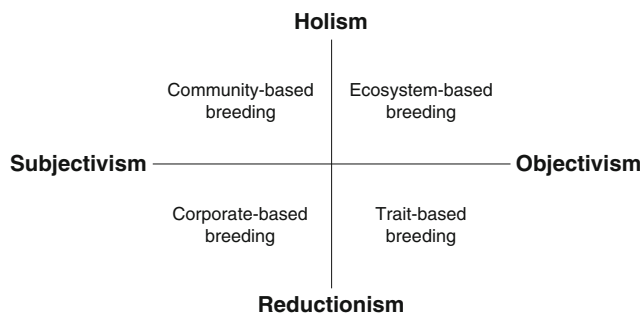 Holism
Community-based
breeding
Ecosystem-based
breeding
Subjectivism
Objectivism
Corporate-based
breeding
Trait-based
breeding
Reductionism